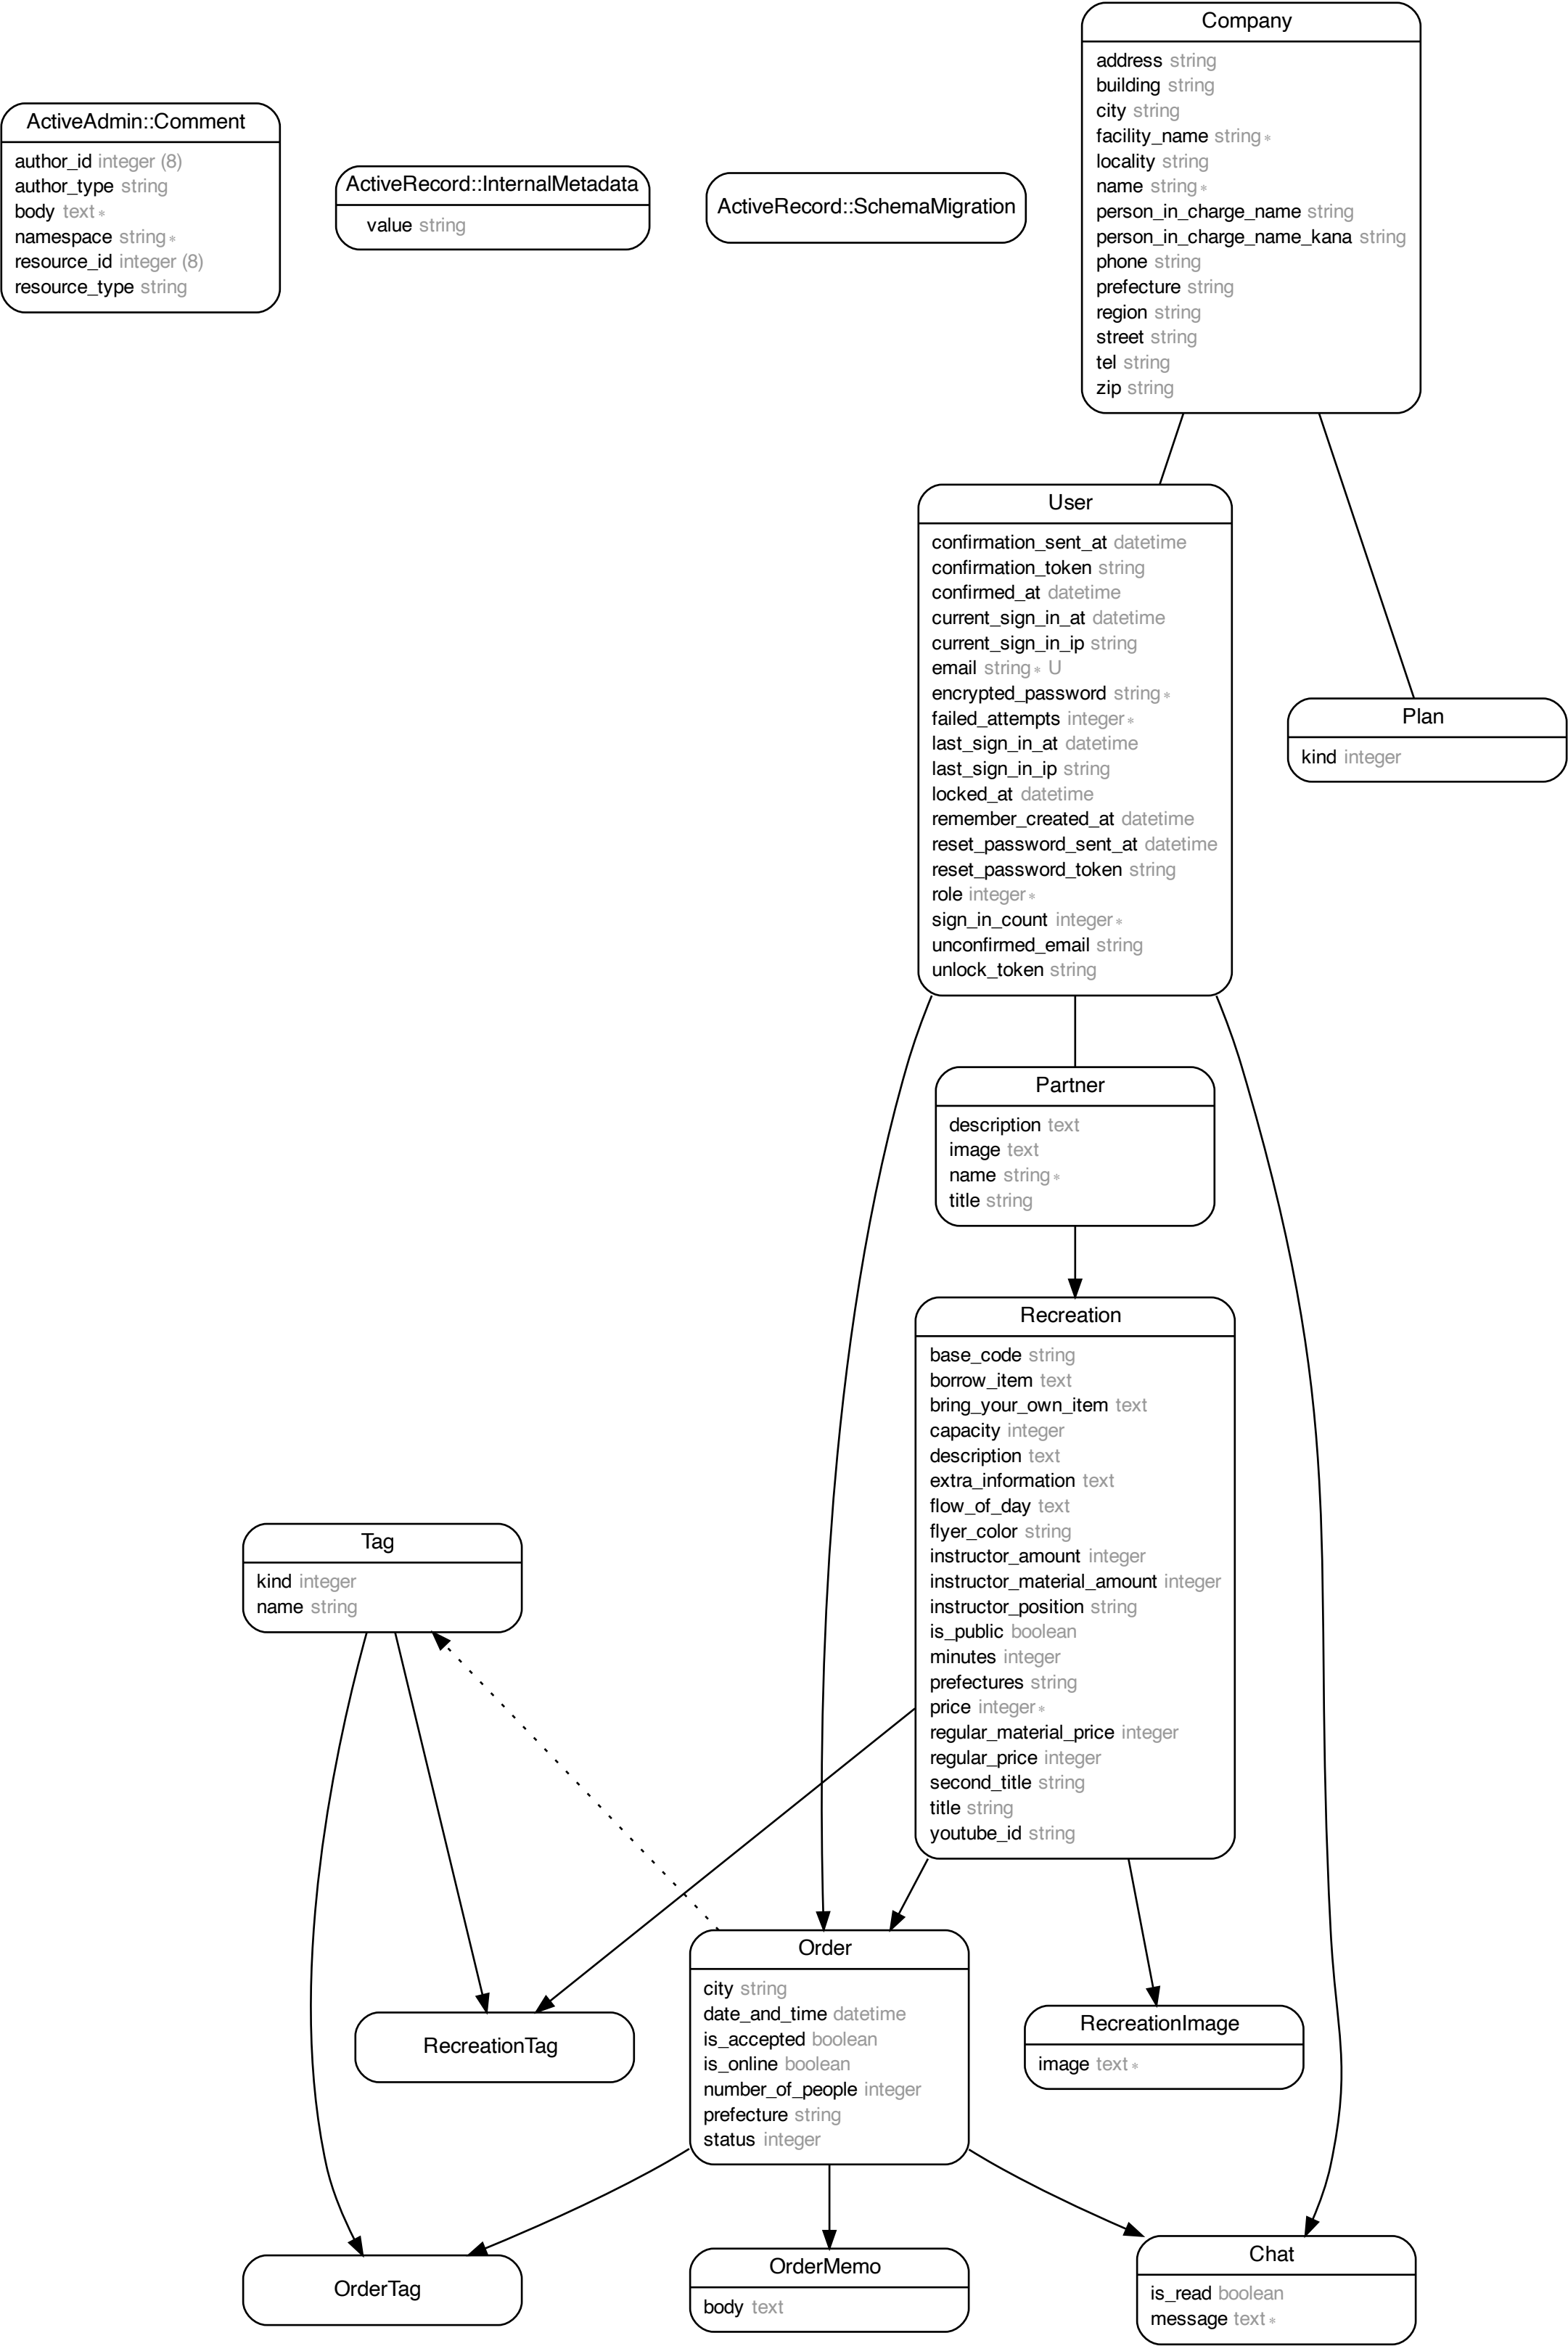 Company
address string
building string
city string
facility_name string *
locality string
name string *
person_in_charge_name string
person_in_charge_name_kana string
phone string
prefecture string
region string
street string
tel string
zip string
ActiveAdmin::Comment
author_id integer (8)
author_type string
body text *
namespace string *
resource_id integer (8)
resource_type string
ActiveRecord::InternalMetadata
value string
ActiveRecord::SchemaMigration
User
confirmation_sent_at datetime
confirmation_token string
confirmed_at datetime
current_sign_in_at datetime
current_sign_in_ip string
email string * U
encrypted_password string *
failed_attempts integer *
last_sign_in_at datetime
last_sign_in_ip string
locked_at datetime
remember_created_at datetime
reset_password_sent_at datetime
reset_password_token string
role integer *
sign_in_count integer *
unconfirmed_email string
unlock_token string
Plan
kind integer
Partner
description text
image text
name string *
title string
Recreation
base_code string
borrow_item text
bring_your_own_item text
capacity integer
description text
extra_information text
flow_of_day text
flyer_color string
instructor_amount integer
instructor_material_amount integer
instructor_position string
is_public boolean
minutes integer
prefectures string
price integer *
regular_material_price integer
regular_price integer
second_title string
title string
youtube_id string
Tag
kind integer
name string
Order
city string
date_and_time datetime
is_accepted boolean
is_online boolean
number_of_people integer
prefecture string
status integer
RecreationTag
RecreationImage
image text *
OrderTag
OrderMemo
body text
Chat
is_read boolean
message text *